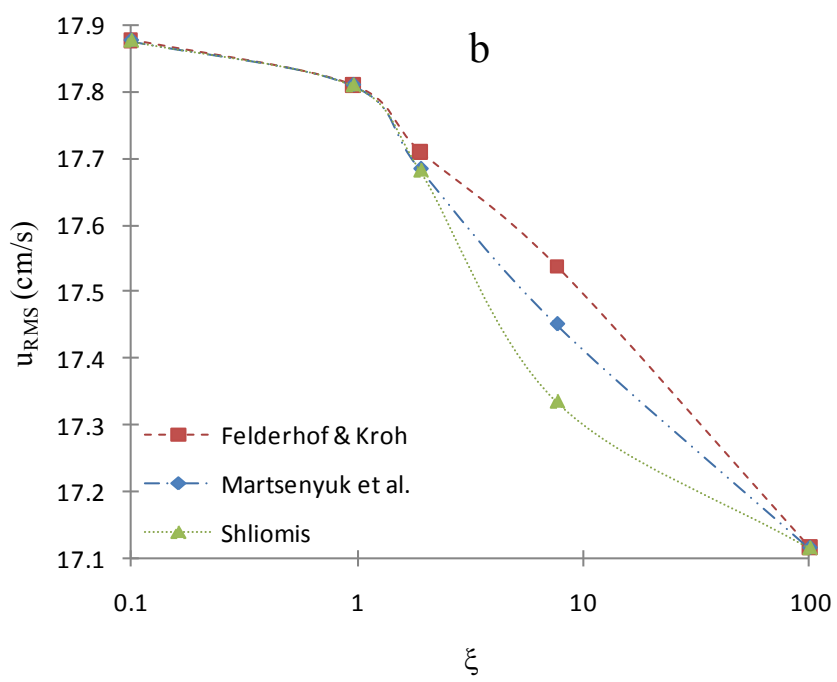 b
17.9
17.8
17.7
17.6
17.5
17.4
17.3
17.2
17.1
u_RMS (cm/s)
Felderhof & Kroh
Martsenyuk et al.
Shliomis
0.1 1 10 100
ξ